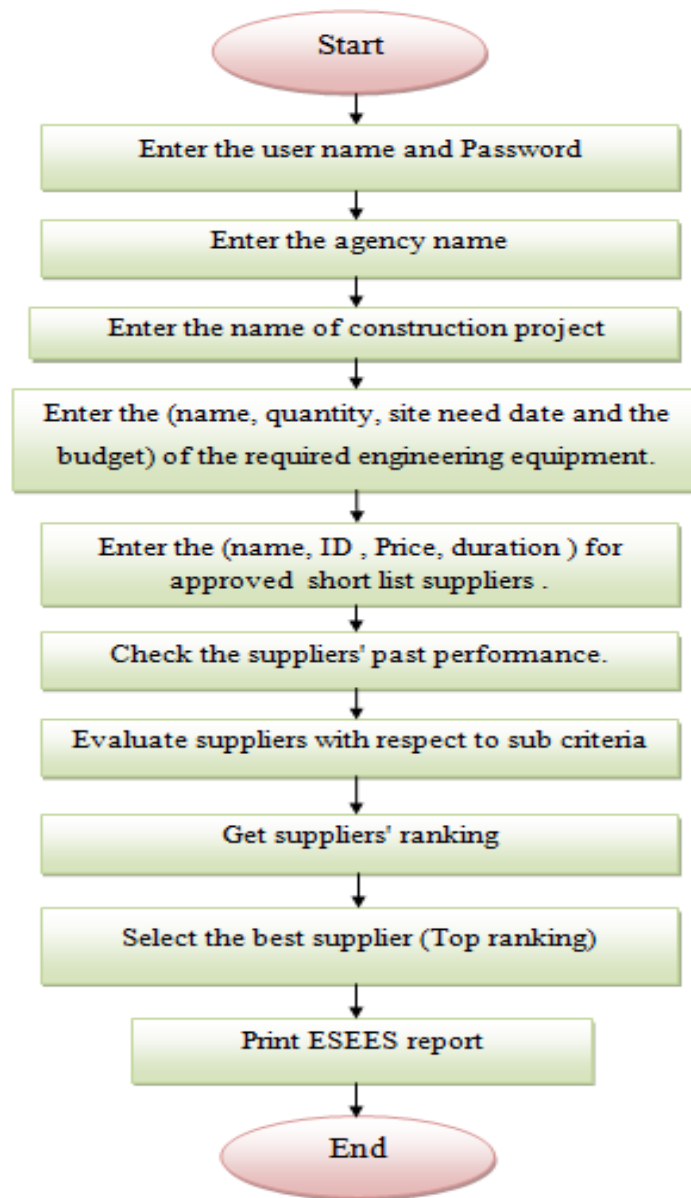 Start
Enter the user name and Password
Enter the agency name
Enter the name of construction project
Enter the (name, quantity, site need date and the
budget) of the required engineering equipment.
Enter the (name, ID , Price, duration ) for
approved short list suppliers .
Check the suppliers' past performance.
Evaluate suppliers with respect to sub criteria
Get suppliers' ranking
Select the best supplier (Top ranking)
Print ESEES report
End